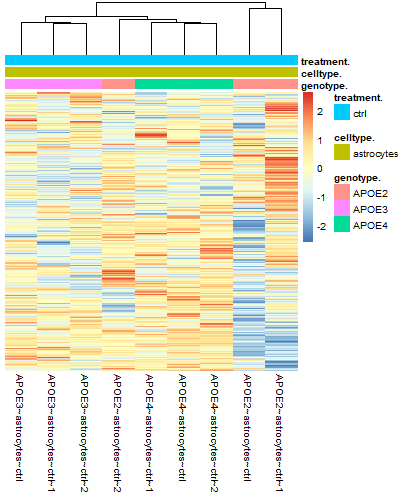 treatment.
celltype.
genotype.
2
1
0
-1
-2
treatment.
ctrl
celltype.
astrocytes
genotype.
APOE2
APOE3
APOE4
APOE3~astrocytes~ctrl
APOE3~astrocytes~ctrl~1
APOE3~astrocytes~ctrl~2
APOE2~astrocytes~ctrl~2
APOE4~astrocytes~ctrl~1
APOE4~astrocytes~ctrl
APOE4~astrocytes~ctrl~2
APOE2~astrocytes~ctrl
APOE2~astrocytes~ctrl~1